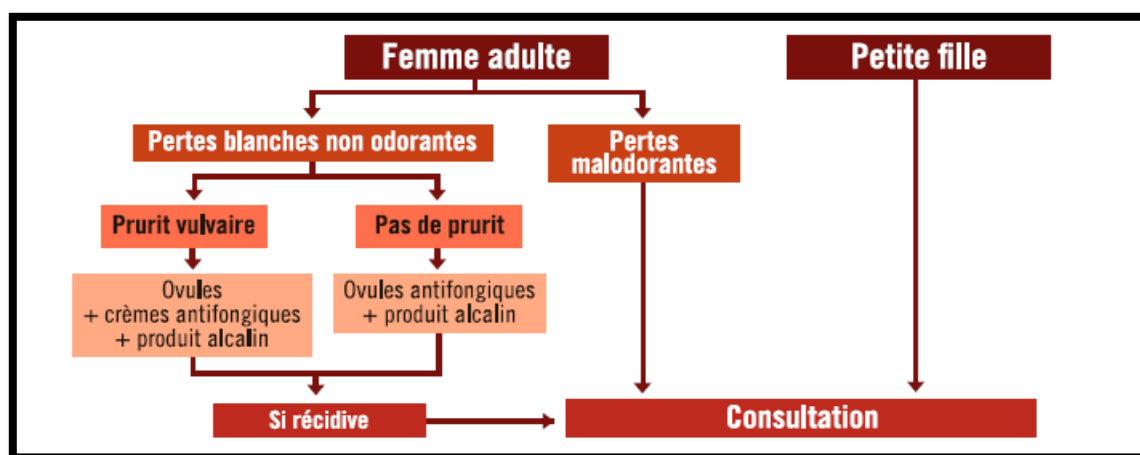 Femme adulte
Petite fille
Pertes blanches non odorantes
Pertes
malodorantes
Prurit vulvaire
Pas de prurit
Ovules
+ crèmes antifongiques
+ produit alcalin
Ovules antifongiques
+ produit alcalin
Si récidive
Consultation